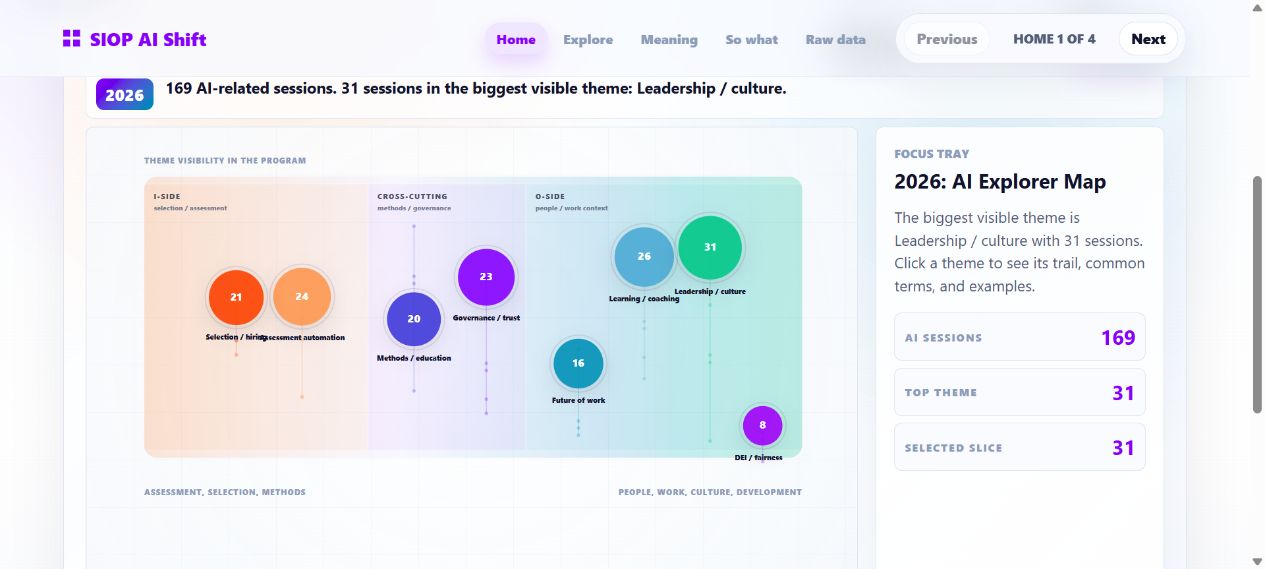 SIOP AI Shift
Home
Explore
Meaning
So what
Raw data
Previous
HOME 1 OF 4
Next
2026
169 AI-related sessions. 31 sessions in the biggest visible theme: Leadership / culture.
THEME VISIBILITY IN THE PROGRAM
I-SIDE
selection / assessment
CROSS-CUTTING
methods / governance
O-SIDE
people / work context
21
Selection / hiring
24
Assessment automation
20
Methods / education
23
Governance / trust
26
Learning / coaching
31
Leadership / culture
16
Future of work
8
DEI / fairness
ASSESSMENT, SELECTION, METHODS
PEOPLE, WORK, CULTURE, DEVELOPMENT
FOCUS TRAY
2026: AI Explorer Map
The biggest visible theme is
Leadership / culture with 31 sessions.
Click a theme to see its trail, common
terms, and examples.
AI SESSIONS
169
TOP THEME
31
SELECTED SLICE
31